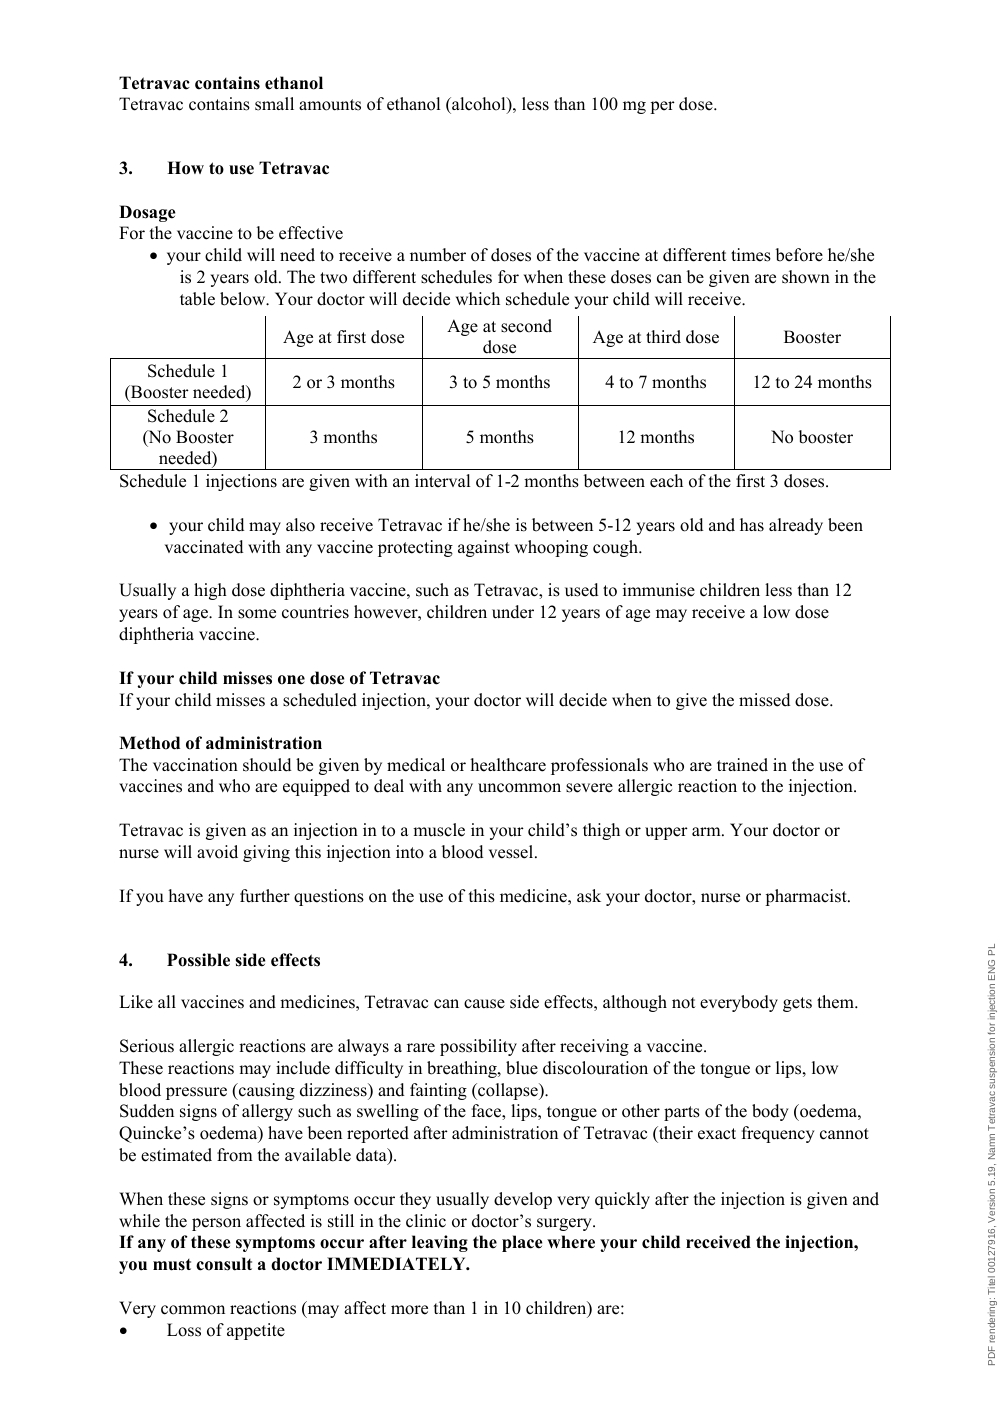 Tetravac contains ethanol
Tetravac contains small amounts of ethanol (alcohol), less than 100 mg per dose.
3. How to use Tetravac
Dosage
For the vaccine to be effective
• your child will need to receive a number of doses of the vaccine at different times before he/she
is 2 years old. The two different schedules for when these doses can be given are shown in the
table below. Your doctor will decide which schedule your child will receive.
Age at first dose Age at second dose Age at third dose Booster
Schedule 1 (Booster needed) 2 or 3 months 3 to 5 months 4 to 7 months 12 to 24 months
Schedule 2 (No Booster needed) 3 months 5 months 12 months No booster
Schedule 1 injections are given with an interval of 1-2 months between each of the first 3 doses.
• your child may also receive Tetravac if he/she is between 5-12 years old and has already been
vaccinated with any vaccine protecting against whooping cough.
Usually a high dose diphtheria vaccine, such as Tetravac, is used to immunise children less than 12
years of age. In some countries however, children under 12 years of age may receive a low dose
diphtheria vaccine.
If your child misses one dose of Tetravac
If your child misses a scheduled injection, your doctor will decide when to give the missed dose.
Method of administration
The vaccination should be given by medical or healthcare professionals who are trained in the use of
vaccines and who are equipped to deal with any uncommon severe allergic reaction to the injection.
Tetravac is given as an injection in to a muscle in your child's thigh or upper arm. Your doctor or
nurse will avoid giving this injection into a blood vessel.
If you have any further questions on the use of this medicine, ask your doctor, nurse or pharmacist.
4. Possible side effects
Like all vaccines and medicines, Tetravac can cause side effects, although not everybody gets them.
Serious allergic reactions are always a rare possibility after receiving a vaccine.
These reactions may include difficulty in breathing, blue discolouration of the tongue or lips, low
blood pressure (causing dizziness) and fainting (collapse).
Sudden signs of allergy such as swelling of the face, lips, tongue or other parts of the body (oedema,
Quincke's oedema) have been reported after administration of Tetravac (their exact frequency cannot
be estimated from the available data).
When these signs or symptoms occur they usually develop very quickly after the injection is given and
while the person affected is still in the clinic or doctor's surgery.
If any of these symptoms occur after leaving the place where your child received the injection,
you must consult a doctor IMMEDIATELY.
Very common reactions (may affect more than 1 in 10 children) are:
• Loss of appetite
PDF rendering: Titel 00127916, Version 5.19, Namn Tetravac suspension for injection ENG PL